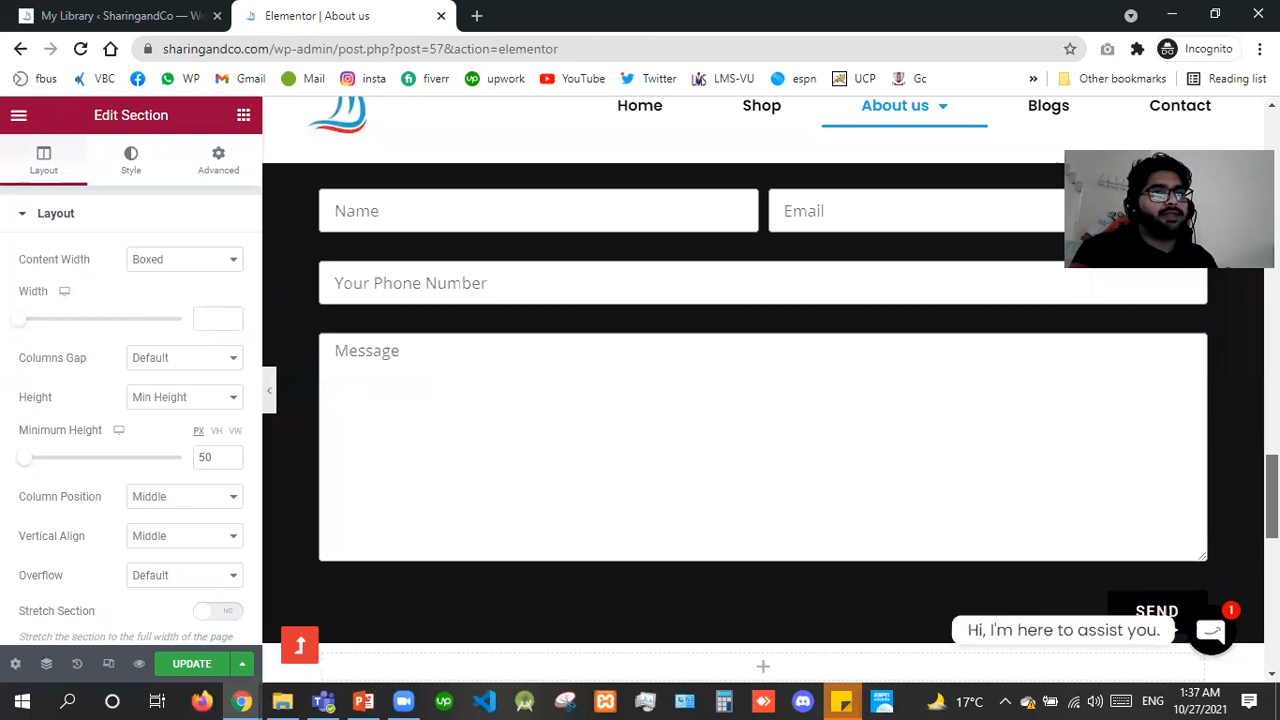 My Library ‹ SharingandCo — W
Elementor | About us
sharingandco.com/wp-admin/post.php?post=57&action=elementor
Incognito
fbus
VBC
WP
Gmail
Mail
insta
fiverr
upwork
YouTube
Twitter
LMS-VU
espn
UCP
Gc
»
Other bookmarks
Reading list
Edit Section
Home
Shop
About us
Blogs
Contact
Layout
Style
Advanced
Layout
Content Width
Boxed
Width
Columns Gap
Default
Height
Min Height
Minimum Height
PX
VH
VW
50
Column Position
Middle
Vertical Align
Middle
Overflow
Default
Stretch Section
NO
Stretch the section to the full width of the page
UPDATE
Name
Email
Your Phone Number
Message
SEND
1
Hi, I'm here to assist you.
17°C
ENG
1:37 AM
10/27/2021